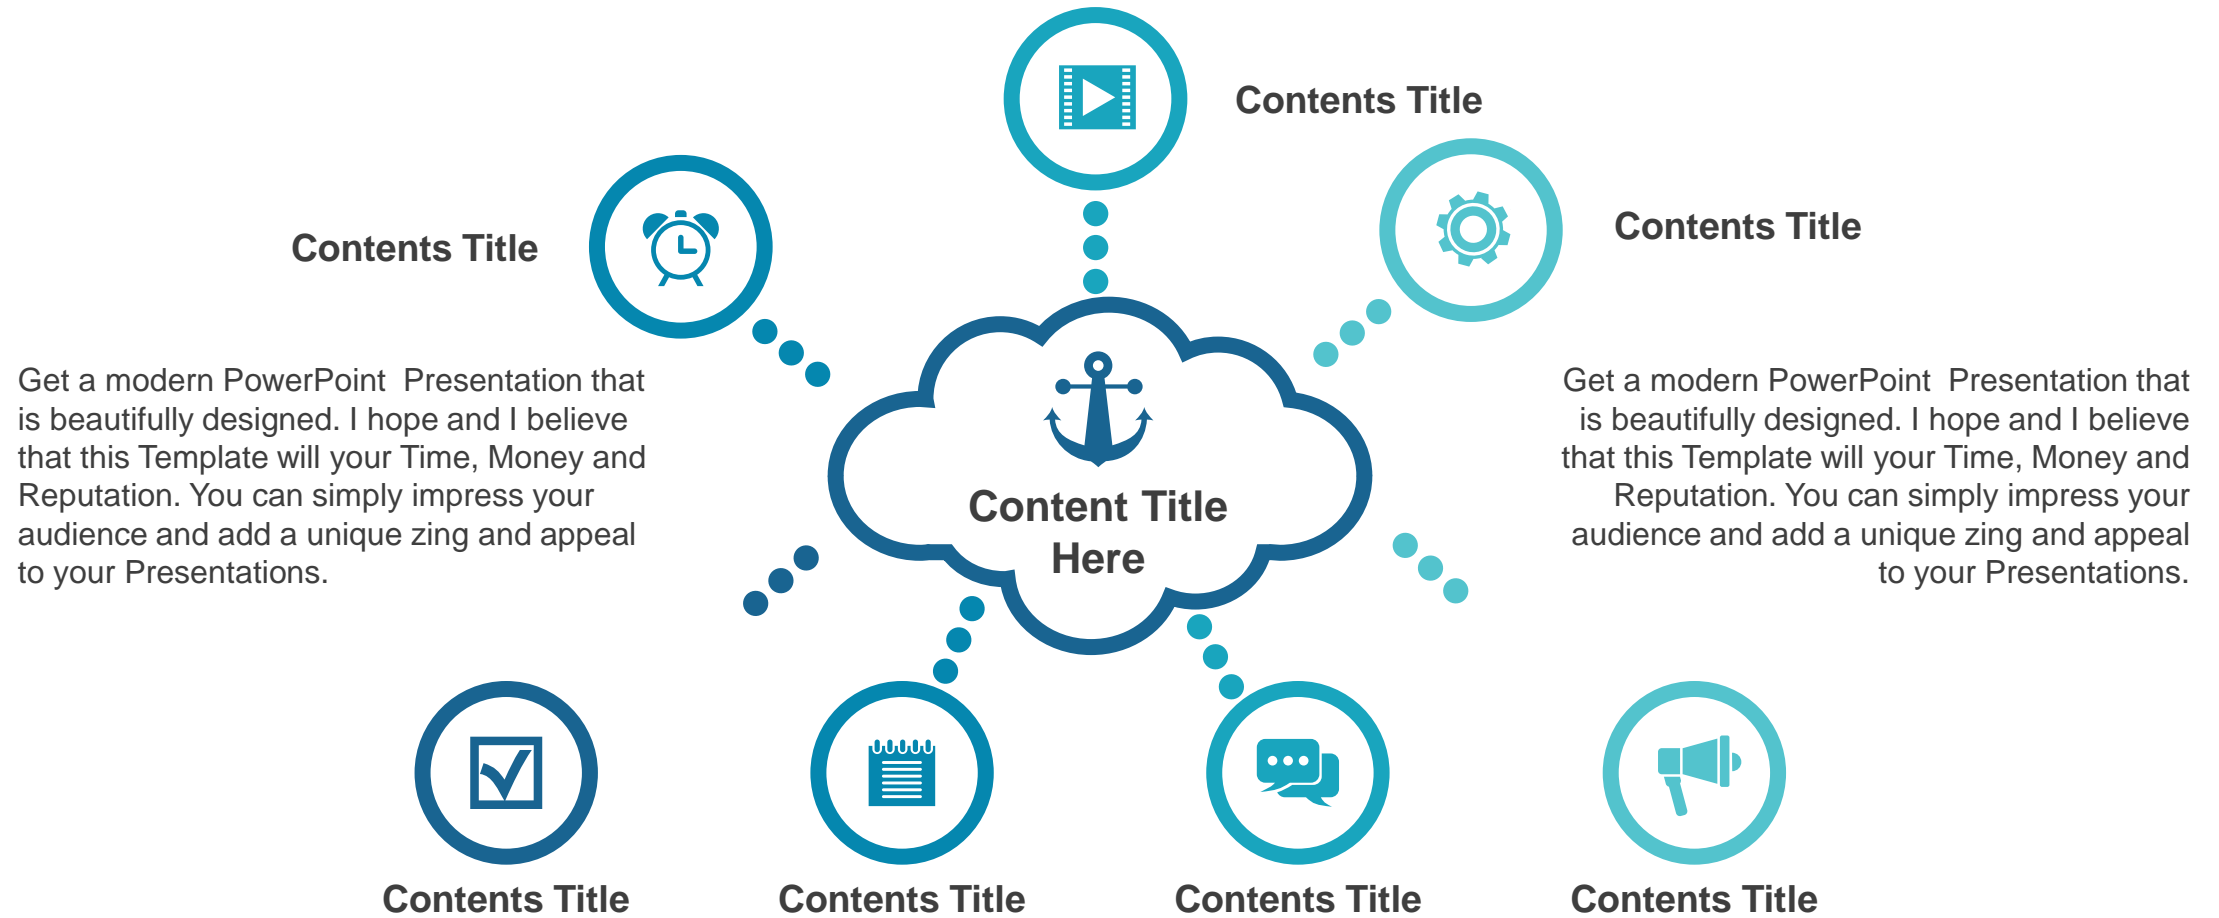 Contents Title
Contents Title
Contents Title
Get a modern PowerPoint  Presentation that
is beautifully designed. I hope and I believe
that this Template will your Time, Money and
Reputation. You can simply impress your
audience and add a unique zing and appeal
to your Presentations.
Content Title
Here
Get a modern PowerPoint  Presentation that
is beautifully designed. I hope and I believe
that this Template will your Time, Money and
Reputation. You can simply impress your
audience and add a unique zing and appeal
to your Presentations.
Contents Title
Contents Title
Contents Title
Contents Title